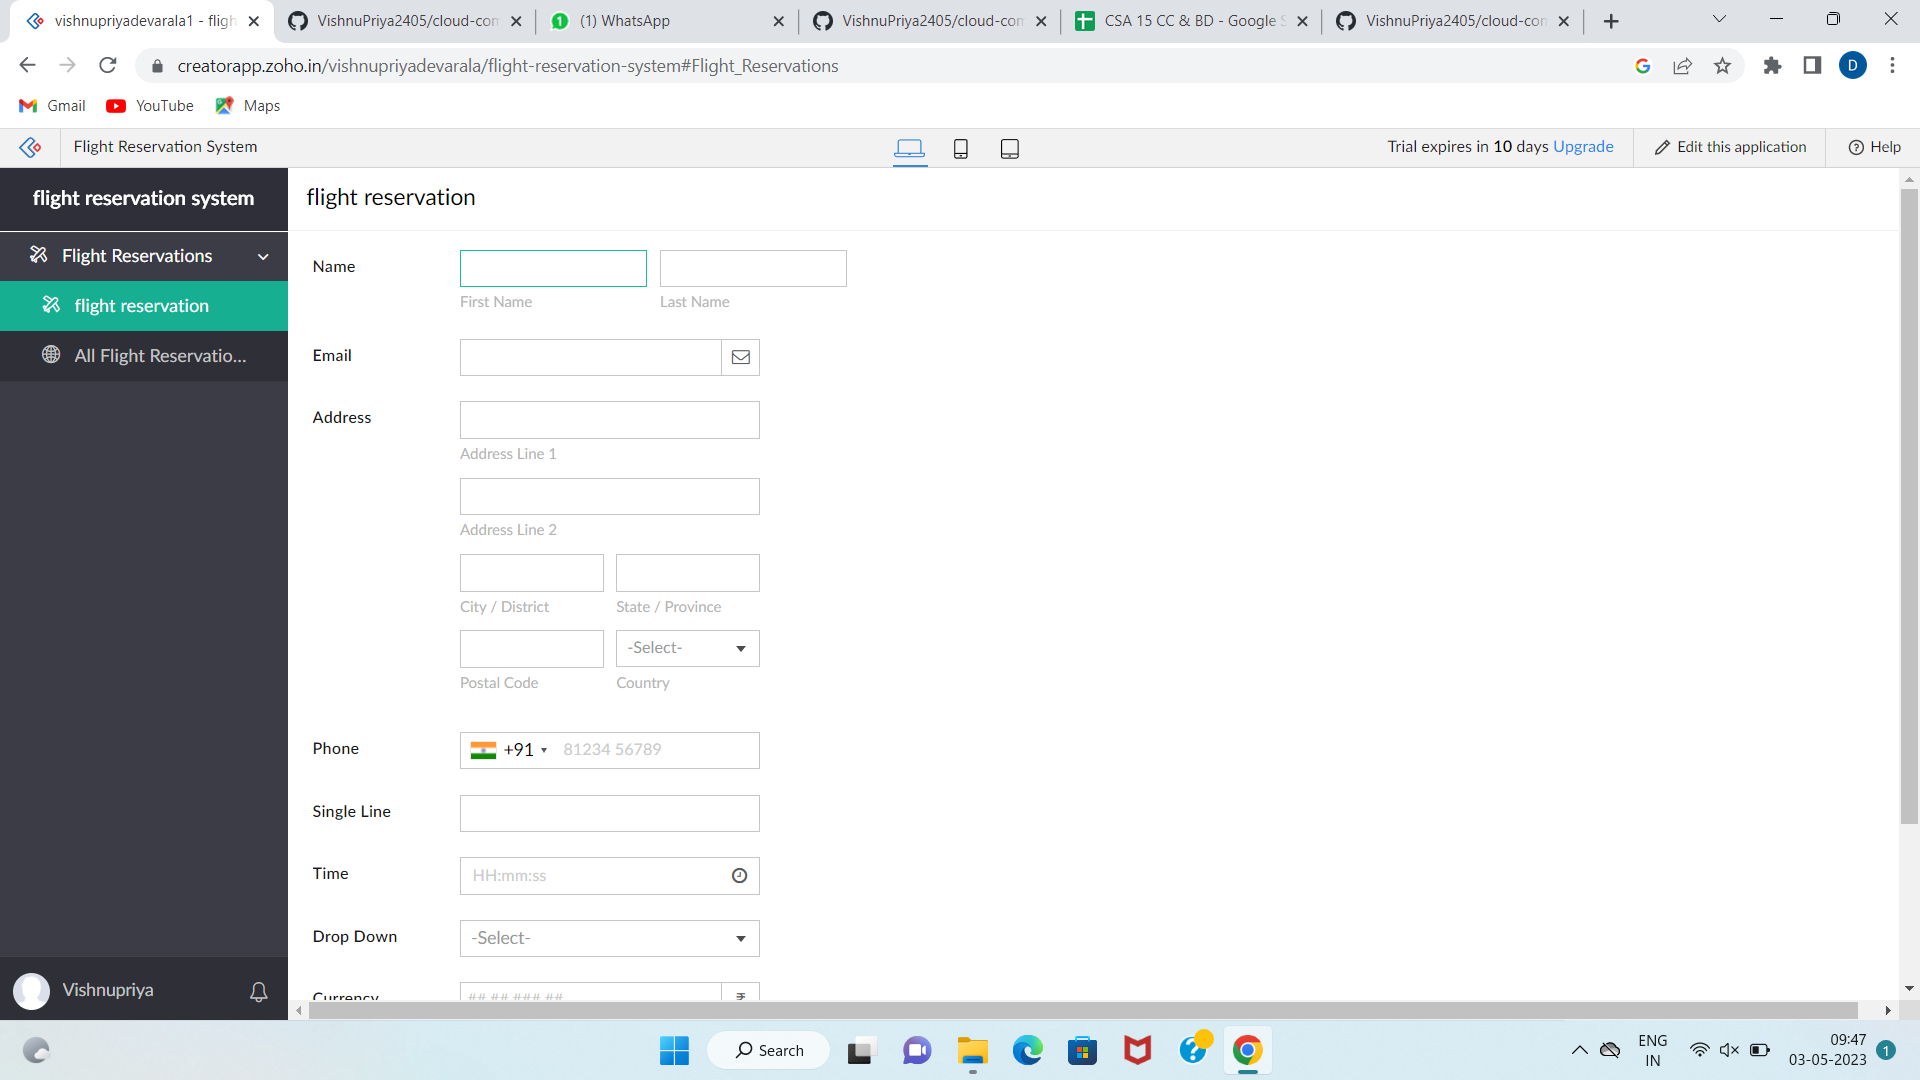 vishnupriyadevarala1 - fligh
VishnuPriya2405/cloud-com
(1) WhatsApp
VishnuPriya2405/cloud-com
CSA 15 CC & BD - Google S
VishnuPriya2405/cloud-com
creatorapp.zoho.in/vishnupriyadevarala/flight-reservation-system#Flight_Reservations
D
Gmail
YouTube
Maps
Flight Reservation System
Trial expires in 10 days Upgrade
Edit this application
Help
flight reservation system
Flight Reservations
flight reservation
All Flight Reservatio...
Vishnupriya
flight reservation
Name
First Name
Last Name
Email
Address
Address Line 1
Address Line 2
City / District
State / Province
Postal Code
-Select-
Country
Phone
+91
81234 56789
Single Line
Time
HH:mm:ss
Drop Down
-Select-
Currency
##,##,###.##
₹
Search
ENG
IN
09:47
03-05-2023
1